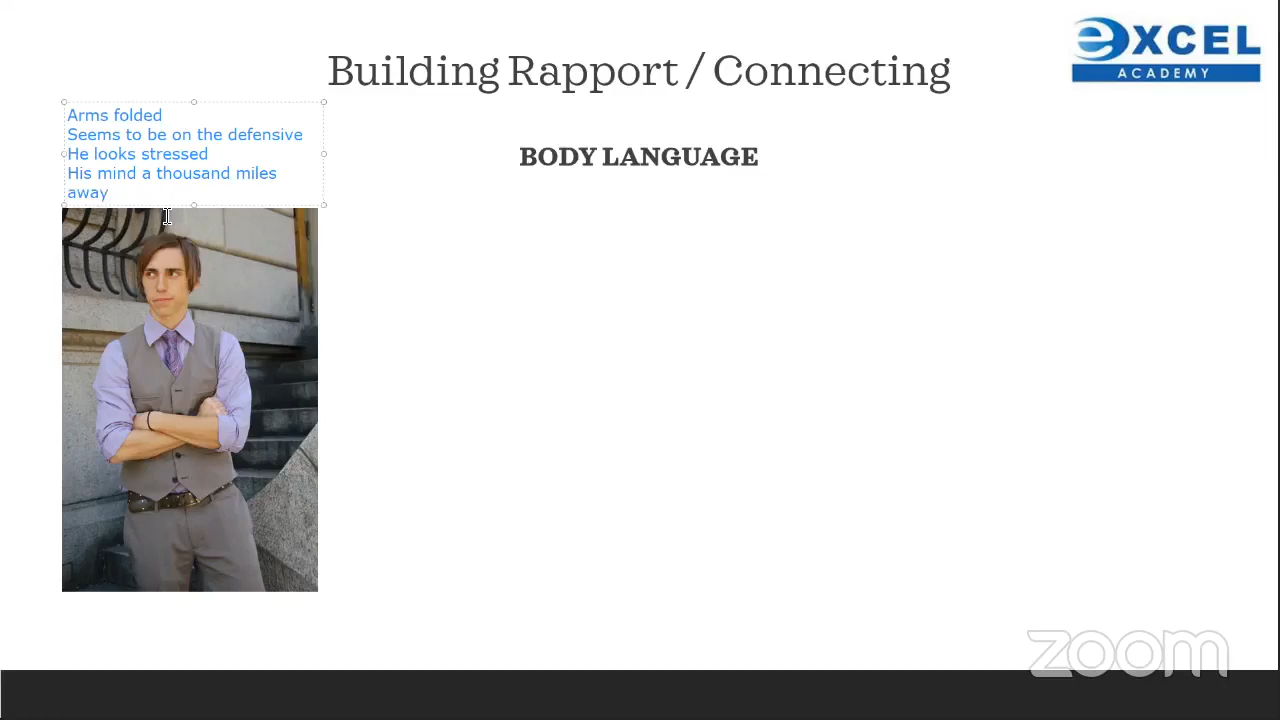 Building Rapport / Connecting
eXCEL
ACADEMY
Arms folded
Seems to be on the defensive
He looks stressed
His mind a thousand miles
away
BODY LANGUAGE
zoom